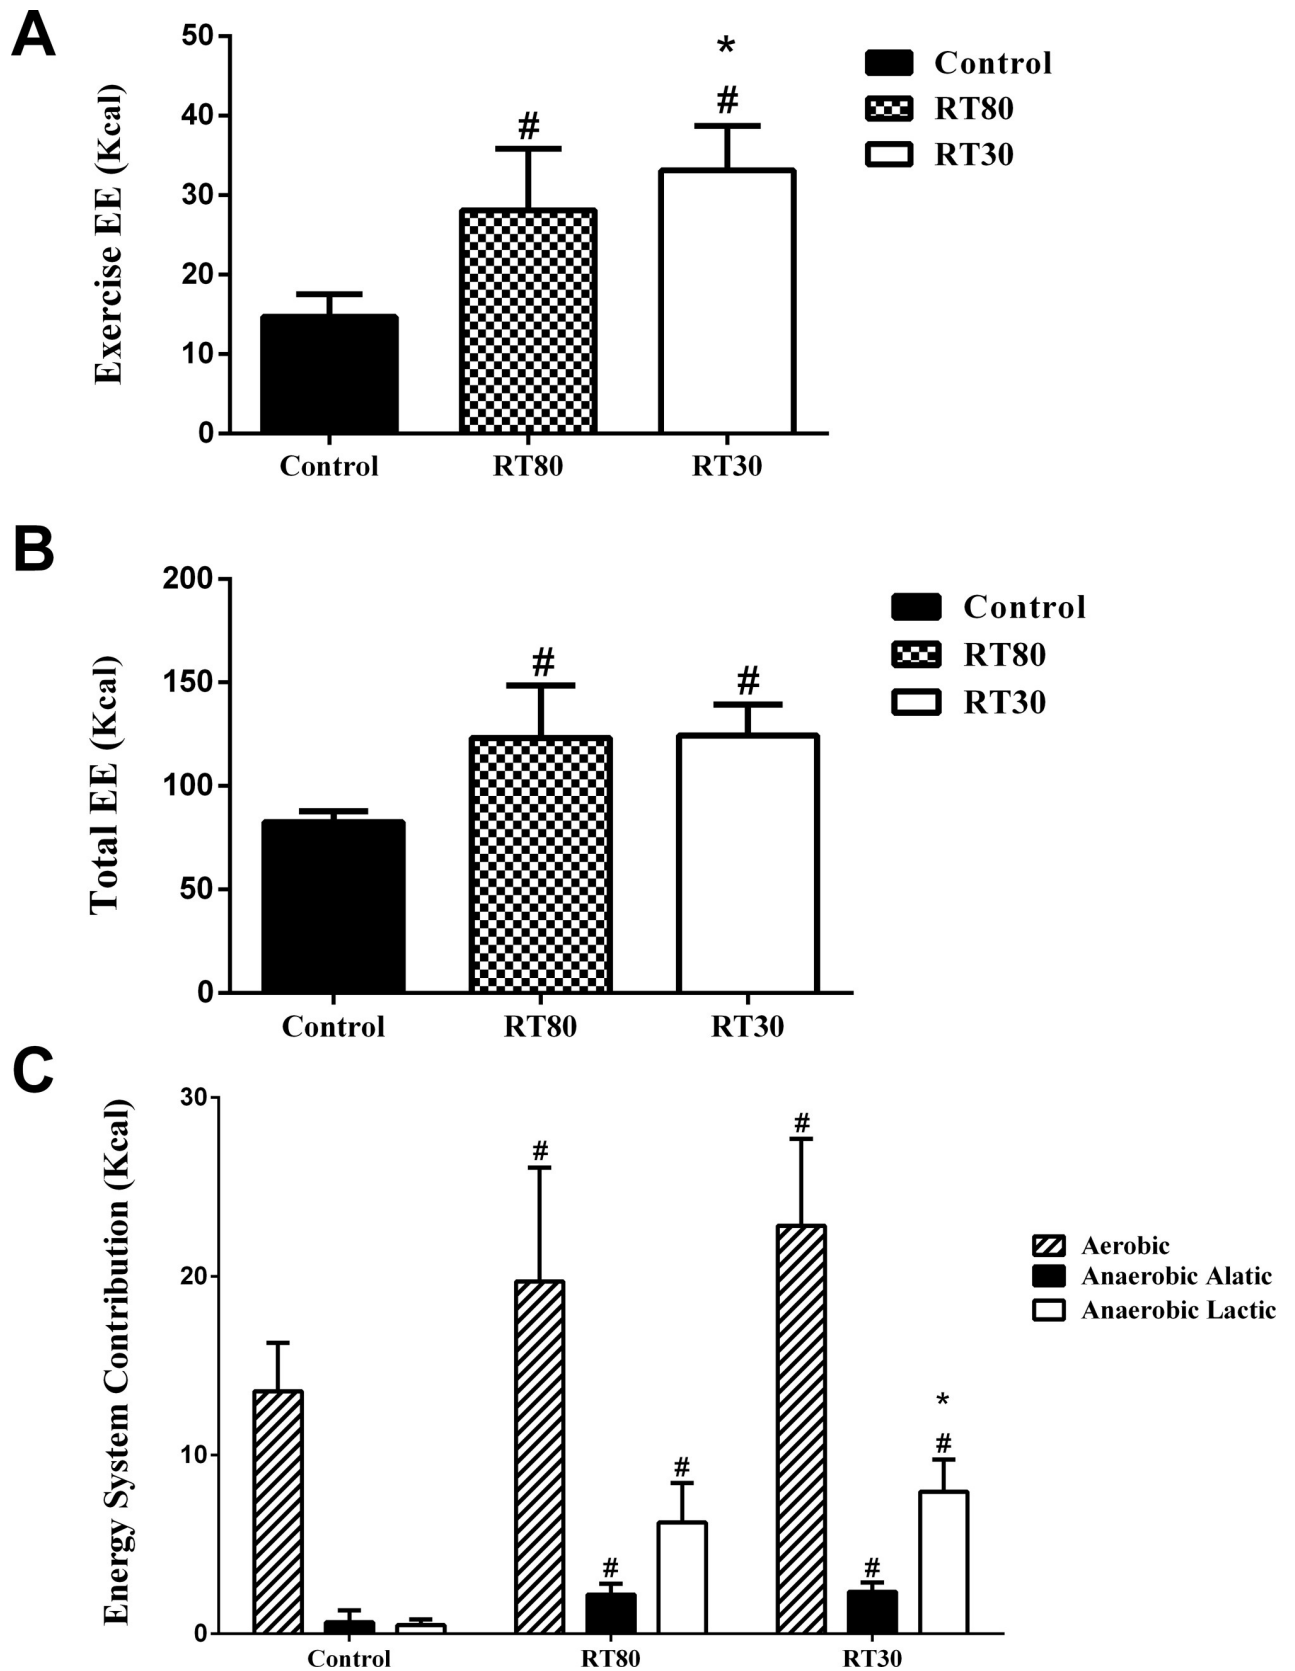 A
Exercise EE (Kcal)
50
40
30
20
10
0
#
*
#
Control
RT80
RT30
Control
RT80
RT30
B
Total EE (Kcal)
200
150
100
50
0
#
#
Control
RT80
RT30
Control
RT80
RT30
C
Energy System Contribution (Kcal)
30
20
10
0
#
#
#
#
#
*
#
Aerobic
Anaerobic Alatic
Anaerobic Lactic
Control
RT80
RT30